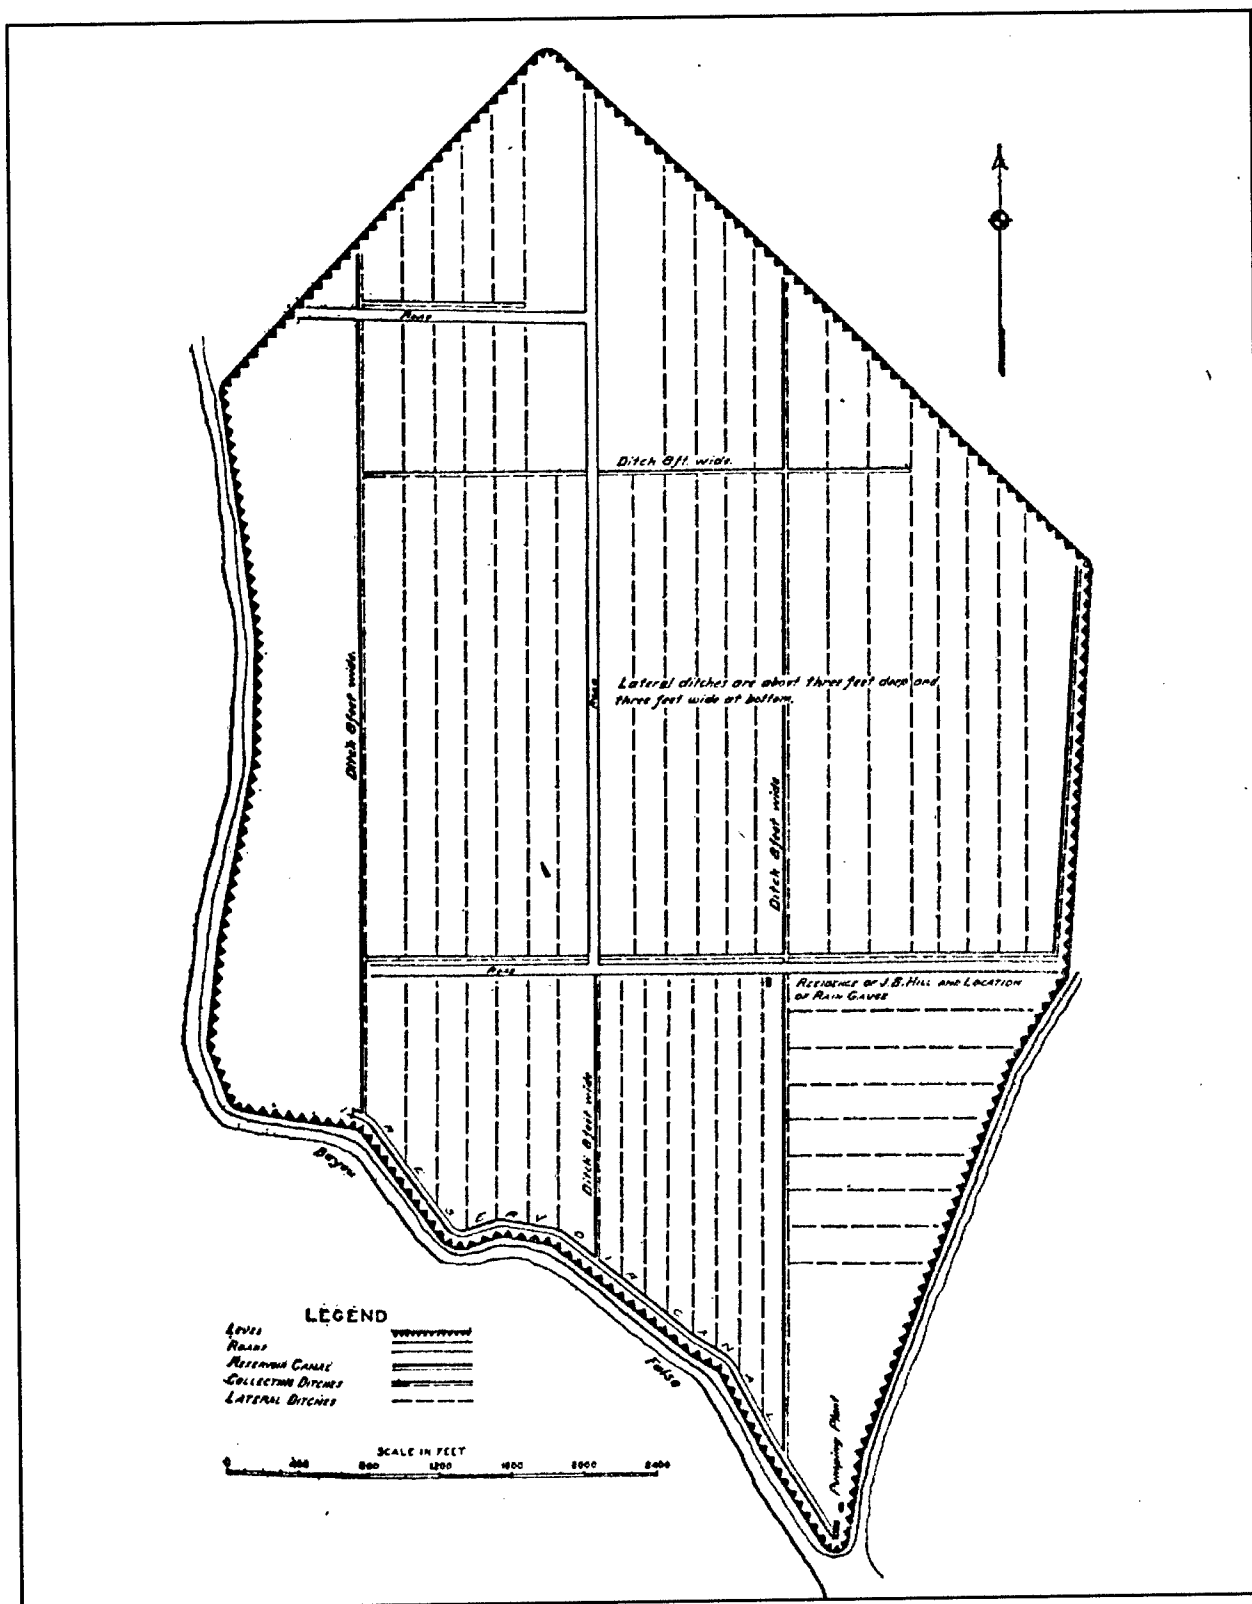 Road
Ditch 8 ft. wide.
Ditch 8 feet wide.
Road
Lateral ditches are about three feet deep and
three feet wide at bottom.
Ditch 8 feet wide
Road
RESIDENCE OF J.B. HILL AND LOCATION
OF RAIN GAUGE
Ditch 8 feet wide
Bayou
False
Pumping Plant
LEGEND
LEVEE
ROADS
RESERVOIR CANAL
COLLECTING DITCHES
LATERAL DITCHES
SCALE IN FEET
0 400 800 1200 1600 2000 2400